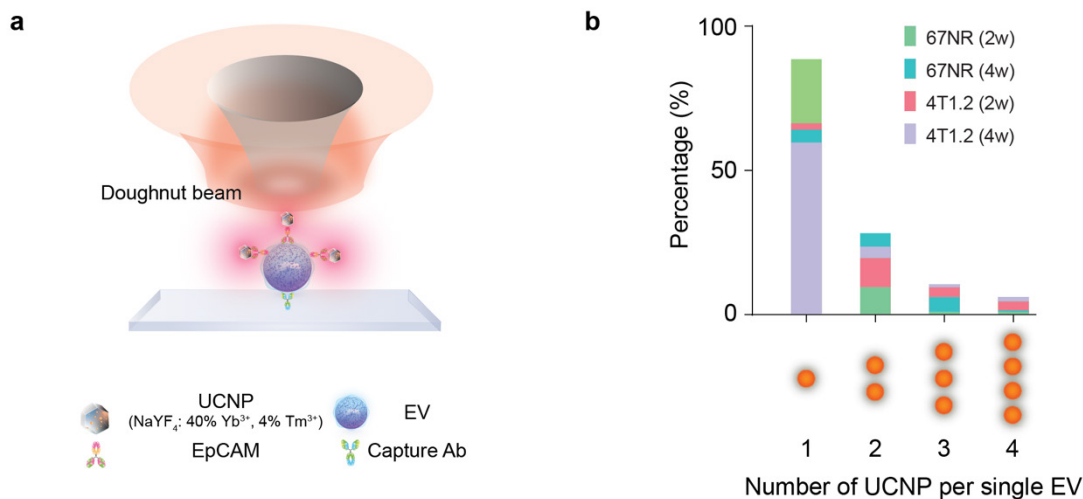 a
Doughnut beam
UCNP
(NaYF₄: 40% Yb³⁺, 4% Tm³⁺)
EV
EpCAM
Capture Ab
b
100
50
0
Percentage (%)
67NR (2w)
67NR (4w)
4T1.2 (2w)
4T1.2 (4w)
1 2 3 4
Number of UCNP per single EV